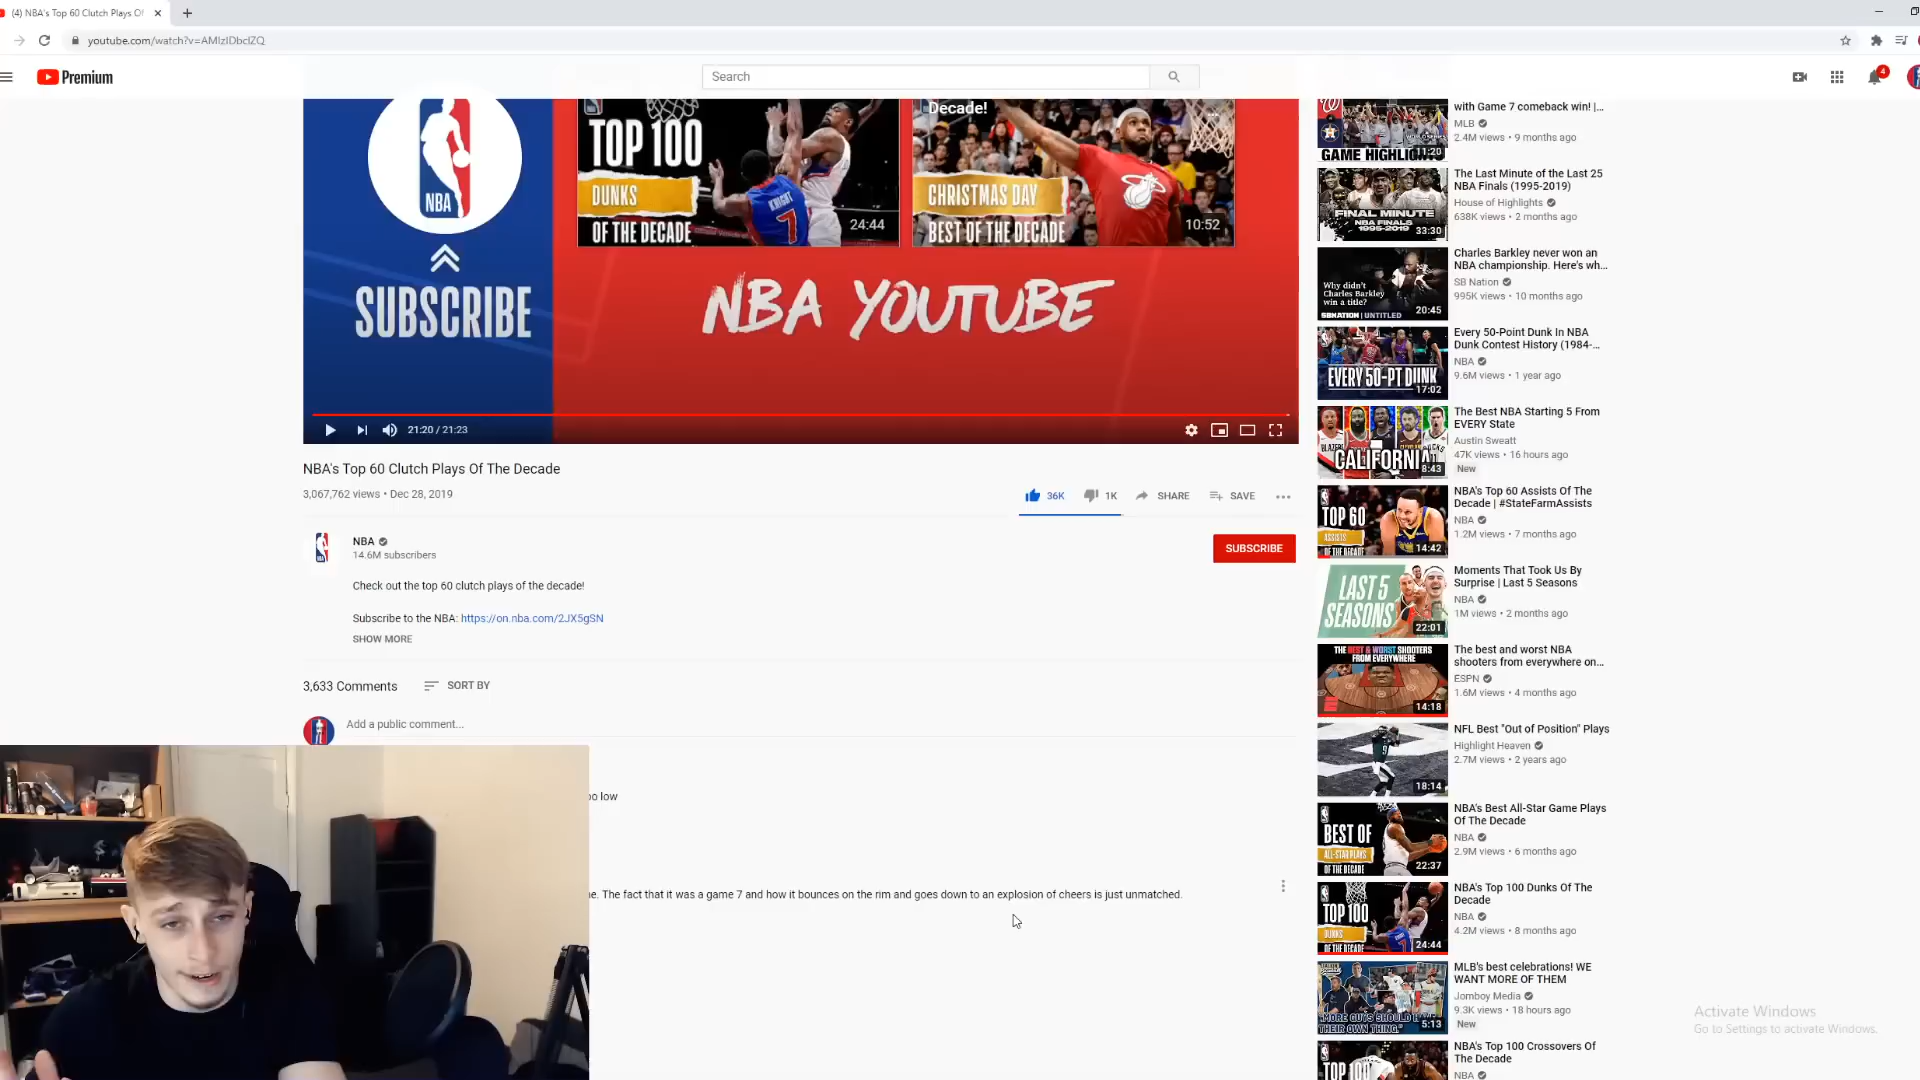 (4) NBA's Top 60 Clutch Plays Of
youtube.com/watch?v=AMIzIDbclZQ
Premium
Search
4
NBA
SUBSCRIBE
TOP 100
DUNKS
OF THE DECADE
KNIGHT
7
24:44
Decade!
CHRISTMAS DAY
BEST OF THE DECADE
10:52
NBA YOUTUBE
21:20 / 21:23
NBA's Top 60 Clutch Plays Of The Decade
3,067,762 views • Dec 28, 2019
36K
1K
SHARE
SAVE
NBA
14.6M subscribers
SUBSCRIBE
Check out the top 60 clutch plays of the decade!
Subscribe to the NBA: https://on.nba.com/2JX5gSN
SHOW MORE
3,633 Comments
SORT BY
Add a public comment...
low
The fact that it was a game 7 and how it bounces on the rim and goes down to an explosion of cheers is just unmatched.
GAME HIGHLIGHTS
11:20
with Game 7 comeback win! |...
MLB
2.4M views • 9 months ago
FINAL MINUTE
NBA FINALS
1995-2019
33:30
The Last Minute of the Last 25
NBA Finals (1995-2019)
House of Highlights
638K views • 2 months ago
Why didn't
Charles Barkley
win a title?
SBNATION | UNTITLED
20:45
Charles Barkley never won an
NBA championship. Here's wh...
SB Nation
995K views • 10 months ago
EVERY 50-PT DUNK
17:02
Every 50-Point Dunk In NBA
Dunk Contest History (1984-...
NBA
9.6M views • 1 year ago
CALIFORNIA
8:43
The Best NBA Starting 5 From
EVERY State
Austin Sweatt
47K views • 16 hours ago
New
TOP 60
ASSISTS
OF THE DECADE
14:42
NBA's Top 60 Assists Of The
Decade | #StateFarmAssists
NBA
1.2M views • 7 months ago
LAST 5
SEASONS
22:01
Moments That Took Us By
Surprise | Last 5 Seasons
NBA
1M views • 2 months ago
THE BEST & WORST SHOOTERS
FROM EVERYWHERE
14:18
The best and worst NBA
shooters from everywhere on...
ESPN
1.6M views • 4 months ago
18:14
NFL Best "Out of Position" Plays
Highlight Heaven
2.7M views • 2 years ago
BEST OF
ALL-STAR PLAYS
OF THE DECADE
22:37
NBA's Best All-Star Game Plays
Of The Decade
NBA
2.9M views • 6 months ago
TOP 100
DUNKS
OF THE DECADE
24:44
NBA's Top 100 Dunks Of The
Decade
NBA
4.2M views • 8 months ago
"MORE GUYS SHOULD HAVE
THEIR OWN THING."
5:13
MLB's best celebrations! WE
WANT MORE OF THEM
Jomboy Media
9.3K views • 18 hours ago
New
TOP 100
NBA's Top 100 Crossovers Of
The Decade
NBA
Activate Windows
Go to Settings to activate Windows.